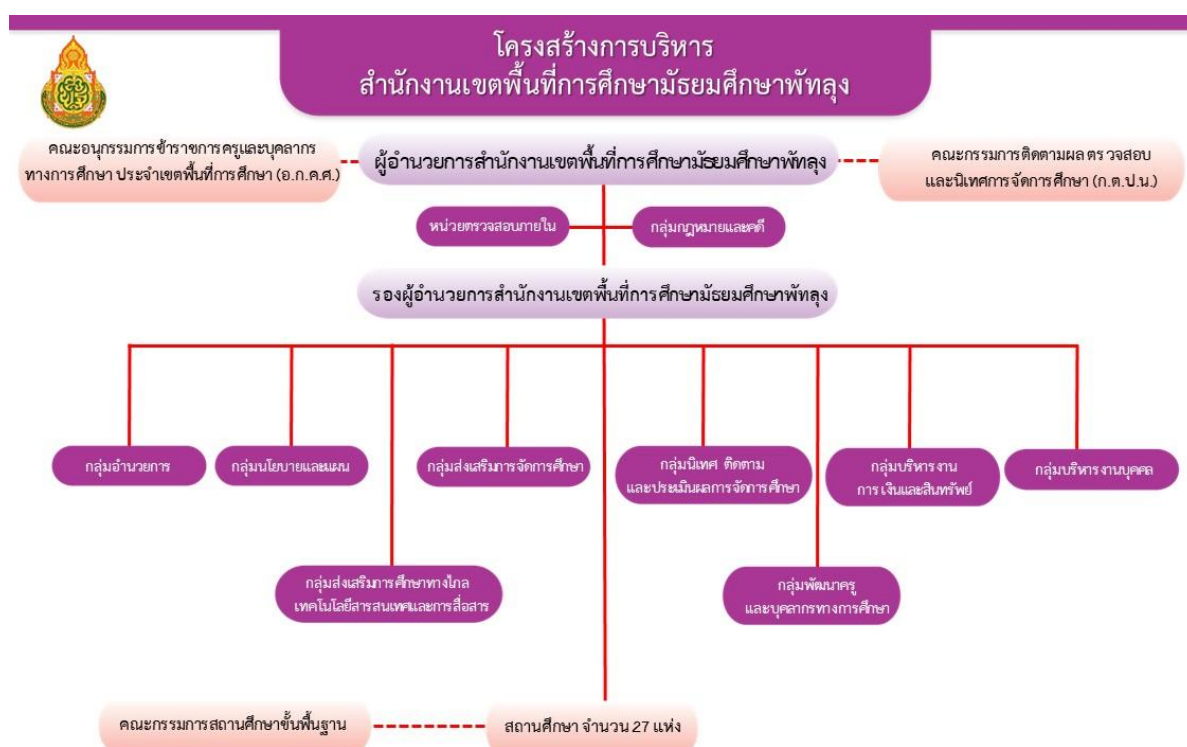 โครงสร้างการบริหาร
สำนักงานเขตพื้นที่การศึกษามัธยมศึกษาพัทลุง
คณะอนุกรรมการข้าราชการครูและบุคลากร
ทางการศึกษา ประจำเขตพื้นที่การศึกษา (อ.ก.ค.ศ.)
ผู้อำนวยการสำนักงานเขตพื้นที่การศึกษามัธยมศึกษาพัทลุง
คณะกรรมการติดตามผล ตรวจสอบ
และนิเทศการจัดการศึกษา (ก.ต.ป.น.)
หน่วยตรวจสอบภายใน
กลุ่มกฎหมายและคดี
รองผู้อำนวยการสำนักงานเขตพื้นที่การศึกษามัธยมศึกษาพัทลุง
กลุ่มอำนวยการ
กลุ่มนโยบายและแผน
กลุ่มส่งเสริมการจัดการศึกษา
กลุ่มนิเทศ ติดตาม
และประเมินผลการจัดการศึกษา
กลุ่มบริหารงาน
การเงินและสินทรัพย์
กลุ่มบริหารงานบุคคล
กลุ่มส่งเสริมการศึกษาทางไกล
เทคโนโลยีสารสนเทศและการสื่อสาร
กลุ่มพัฒนาครู
และบุคลากรทางการศึกษา
คณะกรรมการสถานศึกษาขั้นพื้นฐาน
สถานศึกษา จำนวน 27 แห่ง